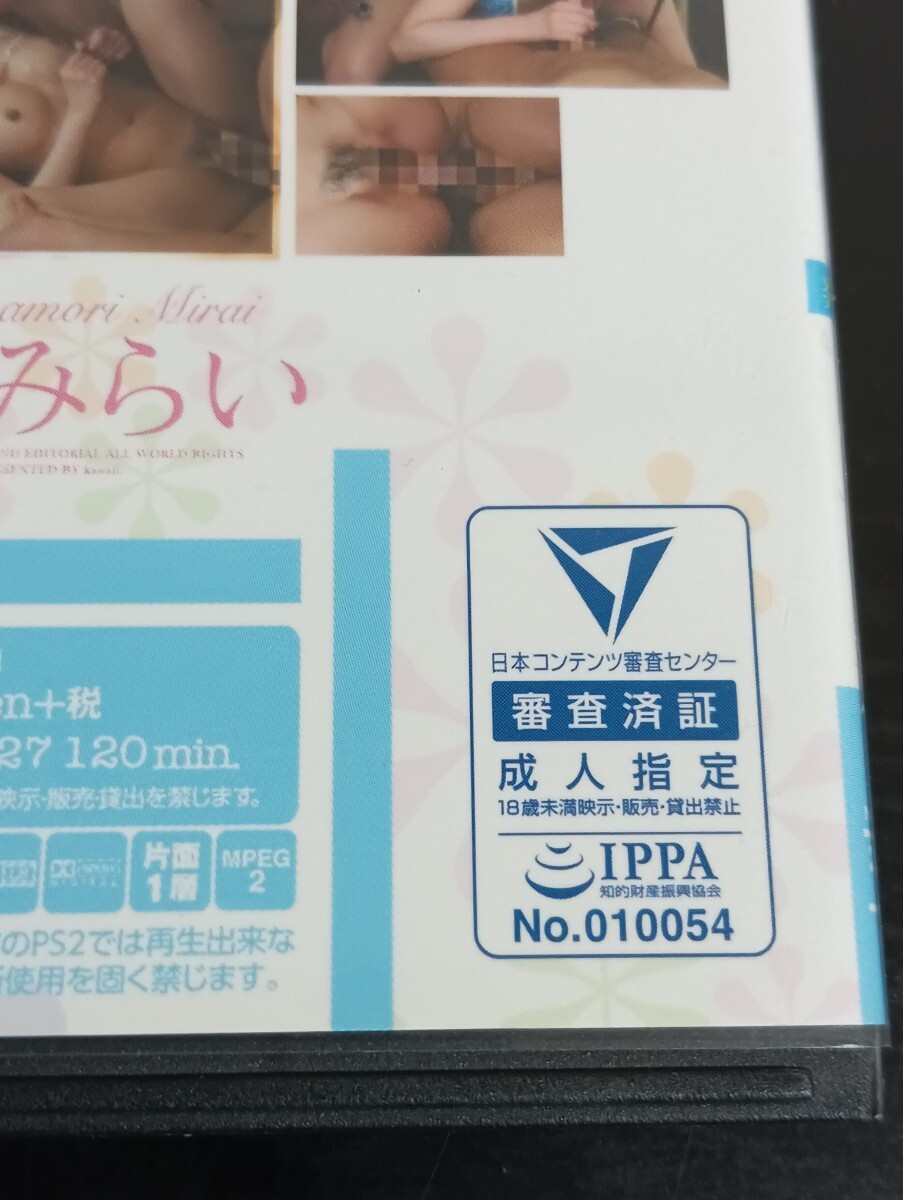 amori Mirai
みらい
ND EDITORIAL ALL WORLD RIGHTS
SENTED BY kawaii.
en+税
27 120 min.
映示・販売・貸出を禁じます。
片面
1層
MPEG
2
のPS2では再生出来な
使用を固く禁じます。
日本コンテンツ審査センター
審査済証
成人指定
18歳未満映示・販売・貸出禁止
IPPA
知的財産振興協会
No.010054